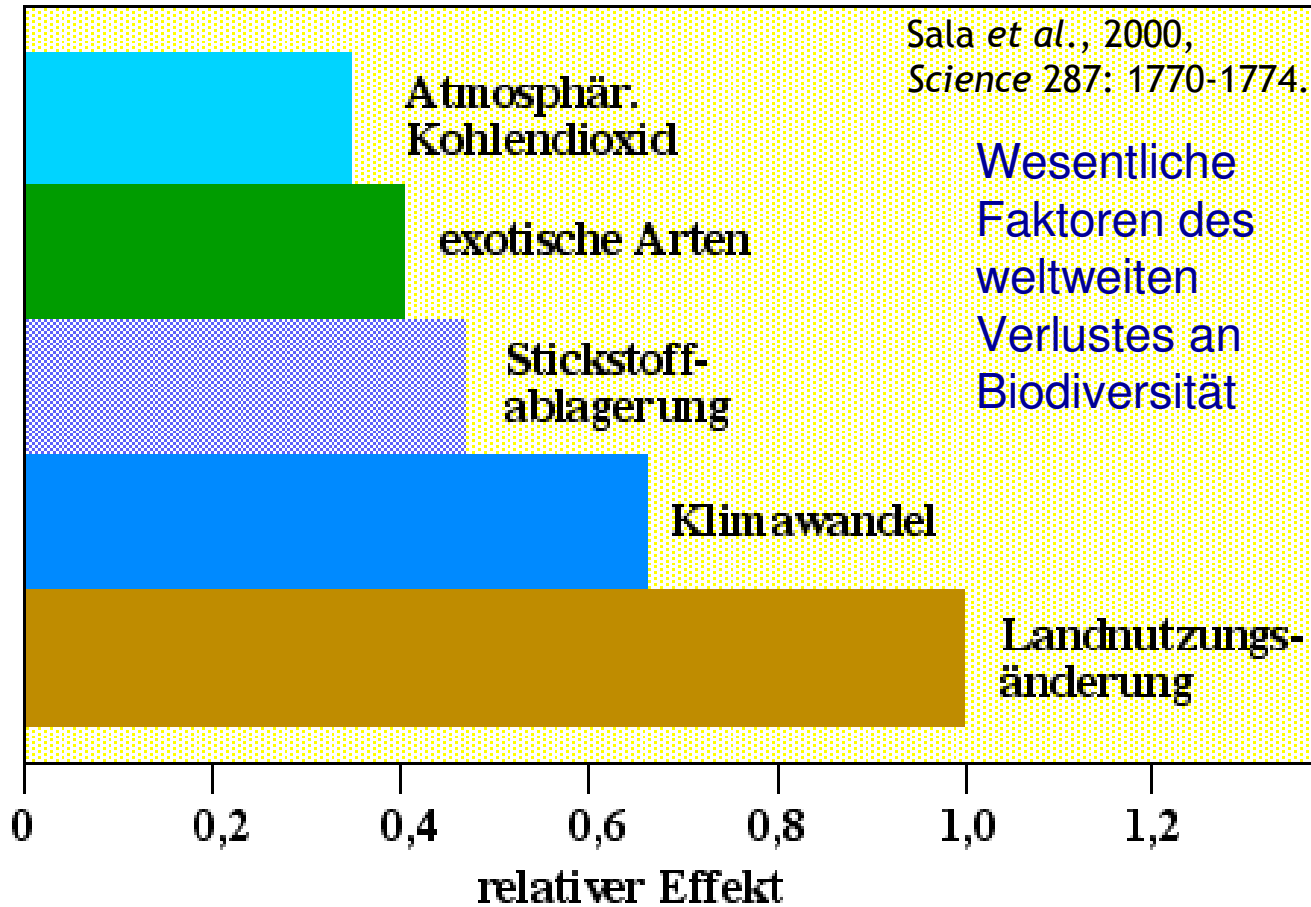 Sala et al., 2000,
Science 287: 1770-1774.
Wesentliche
Faktoren des
weltweiten
Verlustes an
Biodiversität
Atmosphär.
Kohlendioxid
exotische Arten
Stickstoff-
ablagerung
Klimawandel
Landnutzungs-
änderung
0 0,2 0,4 0,6 0,8 1,0 1,2
relativer Effekt